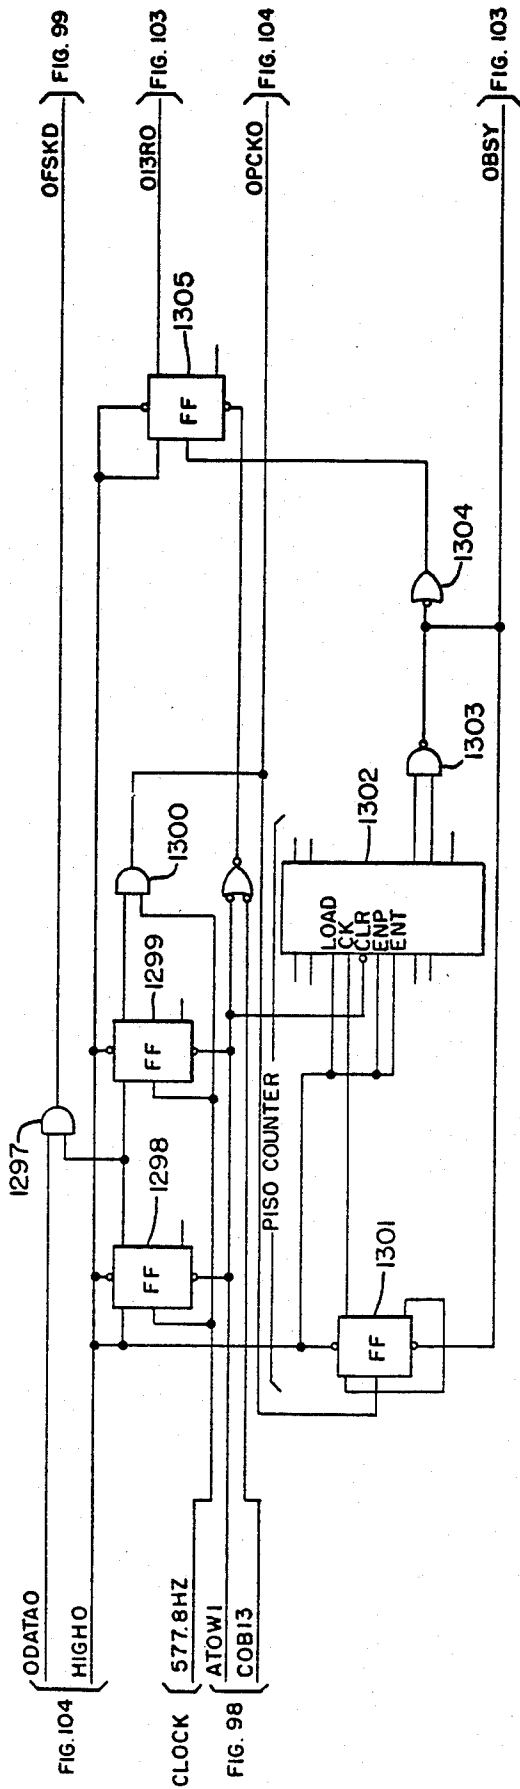 OFSKD } FIG. 99
O13RO } FIG. 103
OPCKO } FIG. 104
OBSY } FIG. 103
1305
FF
1304
1303
1302
1300
1299
FF
LOAD
CK
CLR
ENP
ENT
PISO COUNTER
1297
1298
FF
1301
FF
ODATAO
HIGHO
FIG. 104
CLOCK { 577.8HZ
ATOW1
COB13
FIG. 98